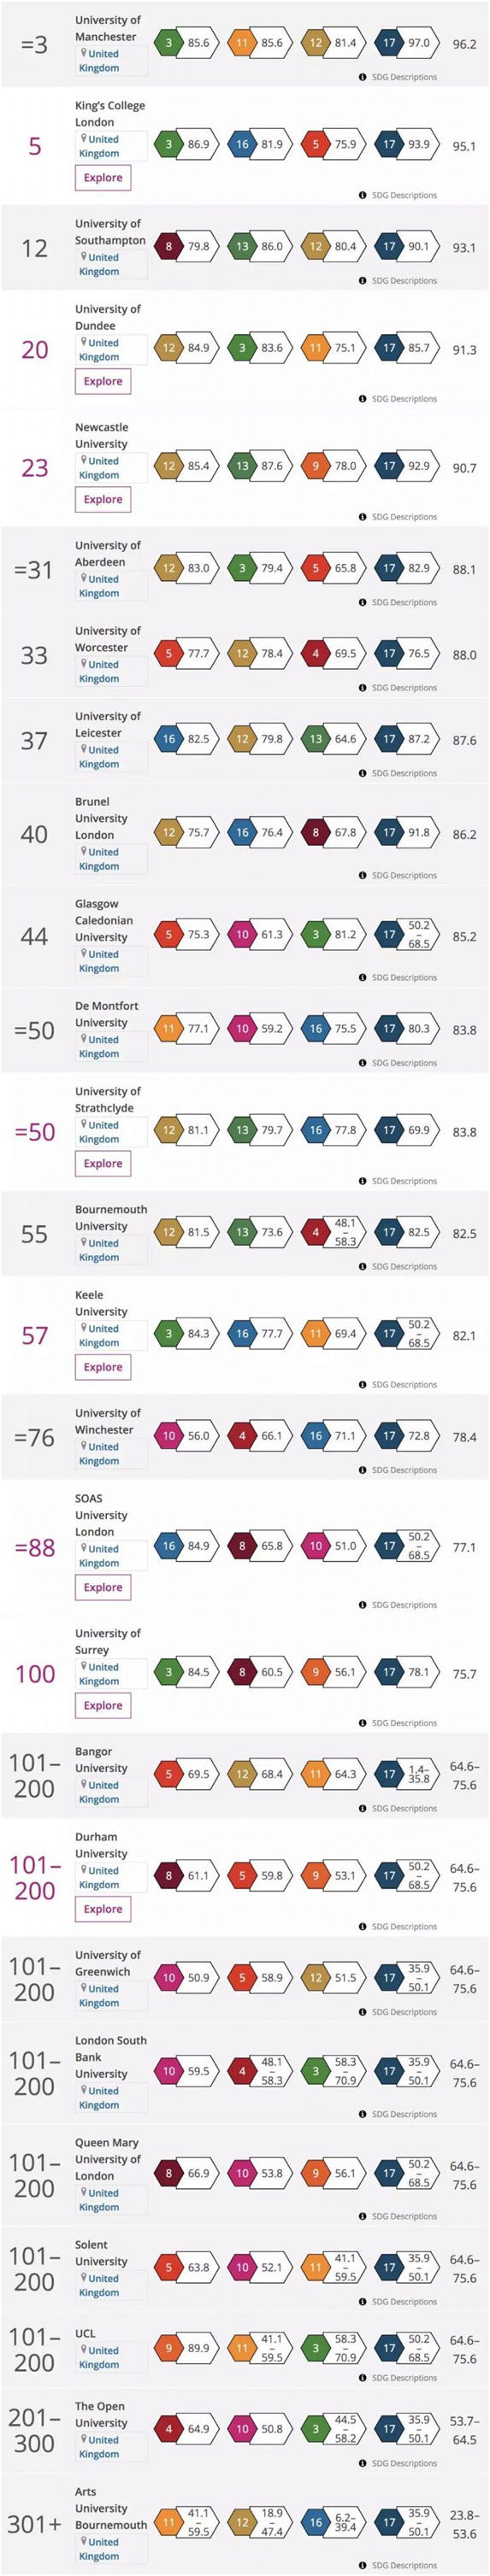 =3
University of
Manchester
United
Kingdom
3 85.6 11 85.6 12 81.4 17 97.0 96.2
SDG Descriptions
5
King's College
London
United
Kingdom
Explore
3 86.9 16 81.9 5 75.9 17 93.9 95.1
SDG Descriptions
12
University of
Southampton
United
Kingdom
8 79.8 13 86.0 12 80.4 17 90.1 93.1
SDG Descriptions
20
University of
Dundee
United
Kingdom
Explore
12 84.9 3 83.6 11 75.1 17 85.7 91.3
SDG Descriptions
23
Newcastle
University
United
Kingdom
Explore
12 85.4 13 87.6 9 78.0 17 92.9 90.7
SDG Descriptions
=31
University of
Aberdeen
United
Kingdom
12 83.0 3 79.4 5 65.8 17 82.9 88.1
SDG Descriptions
33
University of
Worcester
United
Kingdom
5 77.7 12 78.4 4 69.5 17 76.5 88.0
SDG Descriptions
37
University of
Leicester
United
Kingdom
16 82.5 12 79.8 13 64.6 17 87.2 87.6
SDG Descriptions
40
Brunel
University
London
United
Kingdom
12 75.7 16 76.4 8 67.8 17 91.8 86.2
SDG Descriptions
44
Glasgow
Caledonian
University
United
Kingdom
5 75.3 10 61.3 3 81.2 17 50.2 – 68.5 85.2
SDG Descriptions
=50
De Montfort
University
United
Kingdom
11 77.1 10 59.2 16 75.5 17 80.3 83.8
SDG Descriptions
=50
University of
Strathclyde
United
Kingdom
Explore
12 81.1 13 79.7 16 77.8 17 69.9 83.8
SDG Descriptions
55
Bournemouth
University
United
Kingdom
12 81.5 13 73.6 4 48.1 – 58.3 17 82.5 82.5
SDG Descriptions
57
Keele
University
United
Kingdom
Explore
3 84.3 16 77.7 11 69.4 17 50.2 – 68.5 82.1
SDG Descriptions
=76
University of
Winchester
United
Kingdom
10 56.0 4 66.1 16 71.1 17 72.8 78.4
SDG Descriptions
=88
SOAS
University
London
United
Kingdom
Explore
16 84.9 8 65.8 10 51.0 17 50.2 – 68.5 77.1
SDG Descriptions
100
University of
Surrey
United
Kingdom
Explore
3 84.5 8 60.5 9 56.1 17 78.1 75.7
SDG Descriptions
101–
200
Bangor
University
United
Kingdom
5 69.5 12 68.4 11 64.3 17 1.4– 35.8 64.6– 75.6
SDG Descriptions
101–
200
Durham
University
United
Kingdom
Explore
8 61.1 5 59.8 9 53.1 17 50.2 – 68.5 64.6– 75.6
SDG Descriptions
101–
200
University of
Greenwich
United
Kingdom
10 50.9 5 58.9 12 51.5 17 35.9 – 50.1 64.6– 75.6
SDG Descriptions
101–
200
London South
Bank
University
United
Kingdom
10 59.5 4 48.1 – 58.3 3 58.3 – 70.9 17 35.9 – 50.1 64.6– 75.6
SDG Descriptions
101–
200
Queen Mary
University of
London
United
Kingdom
8 66.9 10 53.8 9 56.1 17 50.2 – 68.5 64.6– 75.6
SDG Descriptions
101–
200
Solent
University
United
Kingdom
5 63.8 10 52.1 11 41.1 – 59.5 17 35.9 – 50.1 64.6– 75.6
SDG Descriptions
101–
200
UCL
United
Kingdom
9 89.9 11 41.1 – 59.5 3 58.3 – 70.9 17 50.2 – 68.5 64.6– 75.6
SDG Descriptions
201–
300
The Open
University
United
Kingdom
4 64.9 10 50.8 3 44.5 – 58.2 17 35.9 – 50.1 53.7– 64.5
SDG Descriptions
301+
Arts
University
Bournemouth
United
Kingdom
11 41.1 – 59.5 12 18.9 – 47.4 16 6.2– 39.4 17 35.9 – 50.1 23.8– 53.6
SDG Descriptions